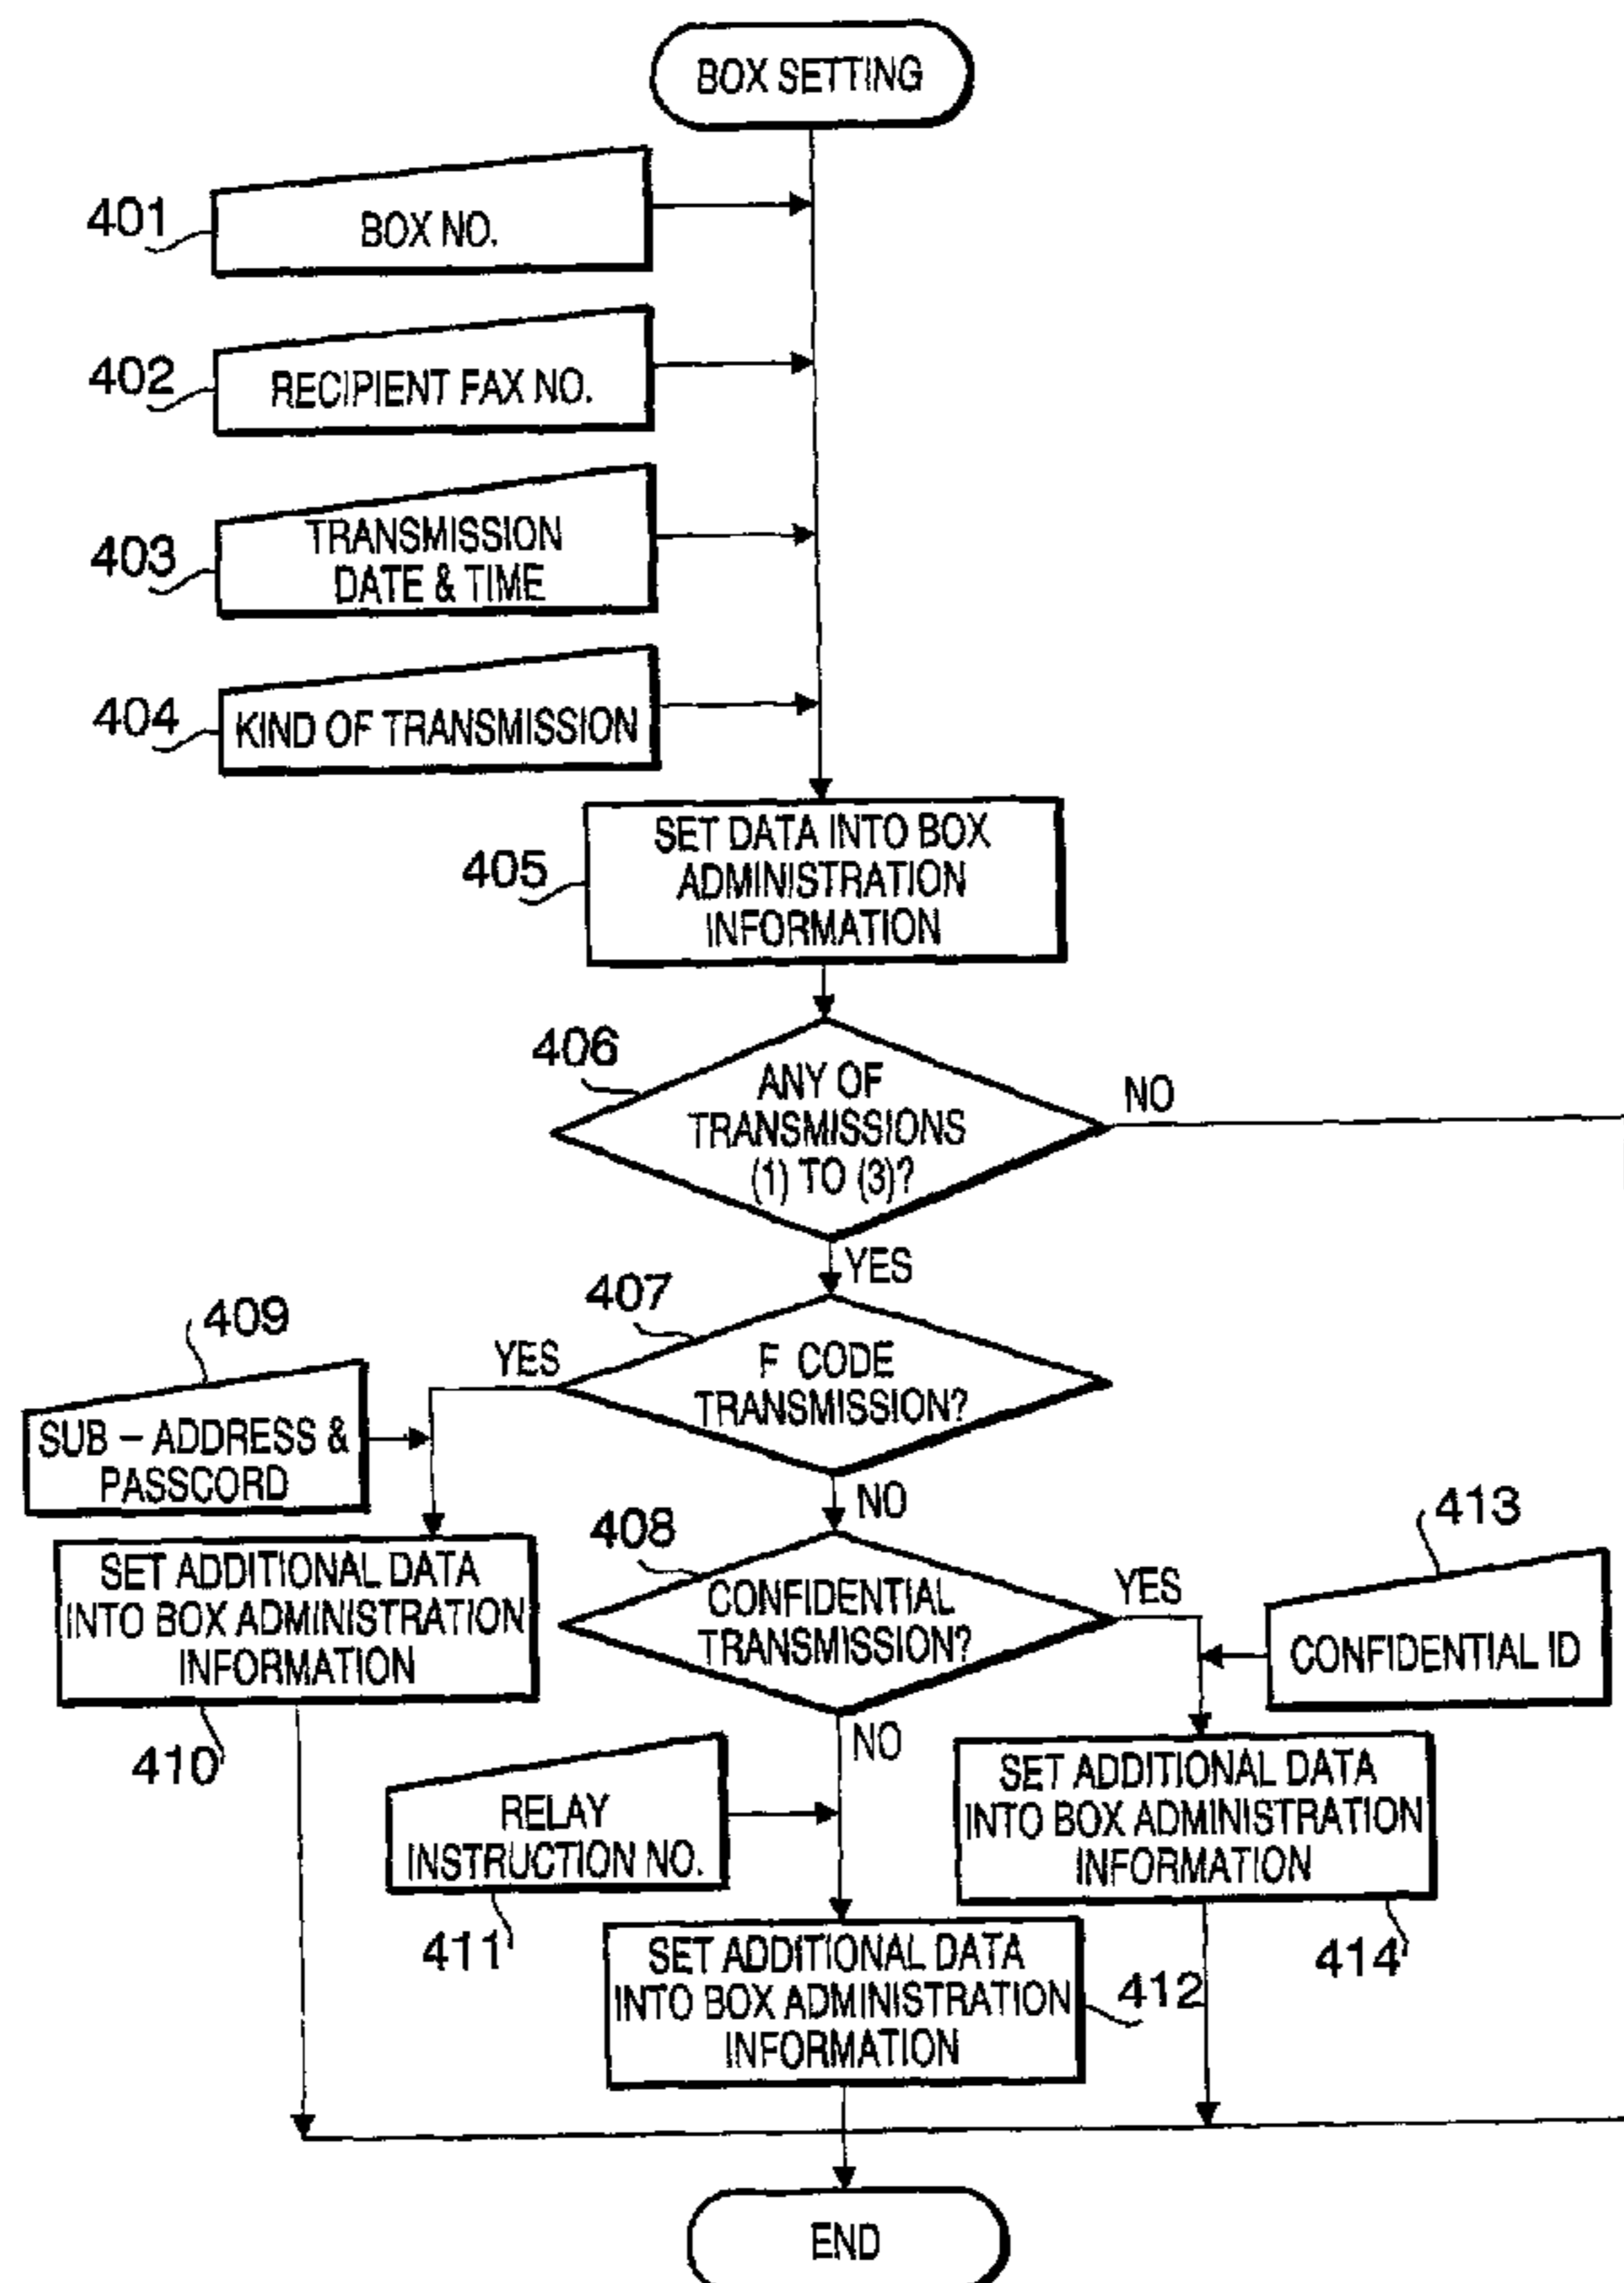 BOX SETTING
401
BOX NO.
402
RECIPIENT FAX NO.
403
TRANSMISSION
DATE & TIME
404
KIND OF TRANSMISSION
405
SET DATA INTO BOX
ADMINISTRATION
INFORMATION
406
ANY OF
TRANSMISSIONS
(1) TO (3)?
NO
YES
407
F CODE
TRANSMISSION?
YES
409
SUB – ADDRESS &
PASSCORD
NO
410
SET ADDITIONAL DATA
INTO BOX ADMINISTRATION
INFORMATION
408
CONFIDENTIAL
TRANSMISSION?
YES
413
CONFIDENTIAL ID
NO
411
RELAY
INSTRUCTION NO.
SET ADDITIONAL DATA
INTO BOX ADMINISTRATION
INFORMATION
414
SET ADDITIONAL DATA
INTO BOX ADMINISTRATION
INFORMATION
412
END